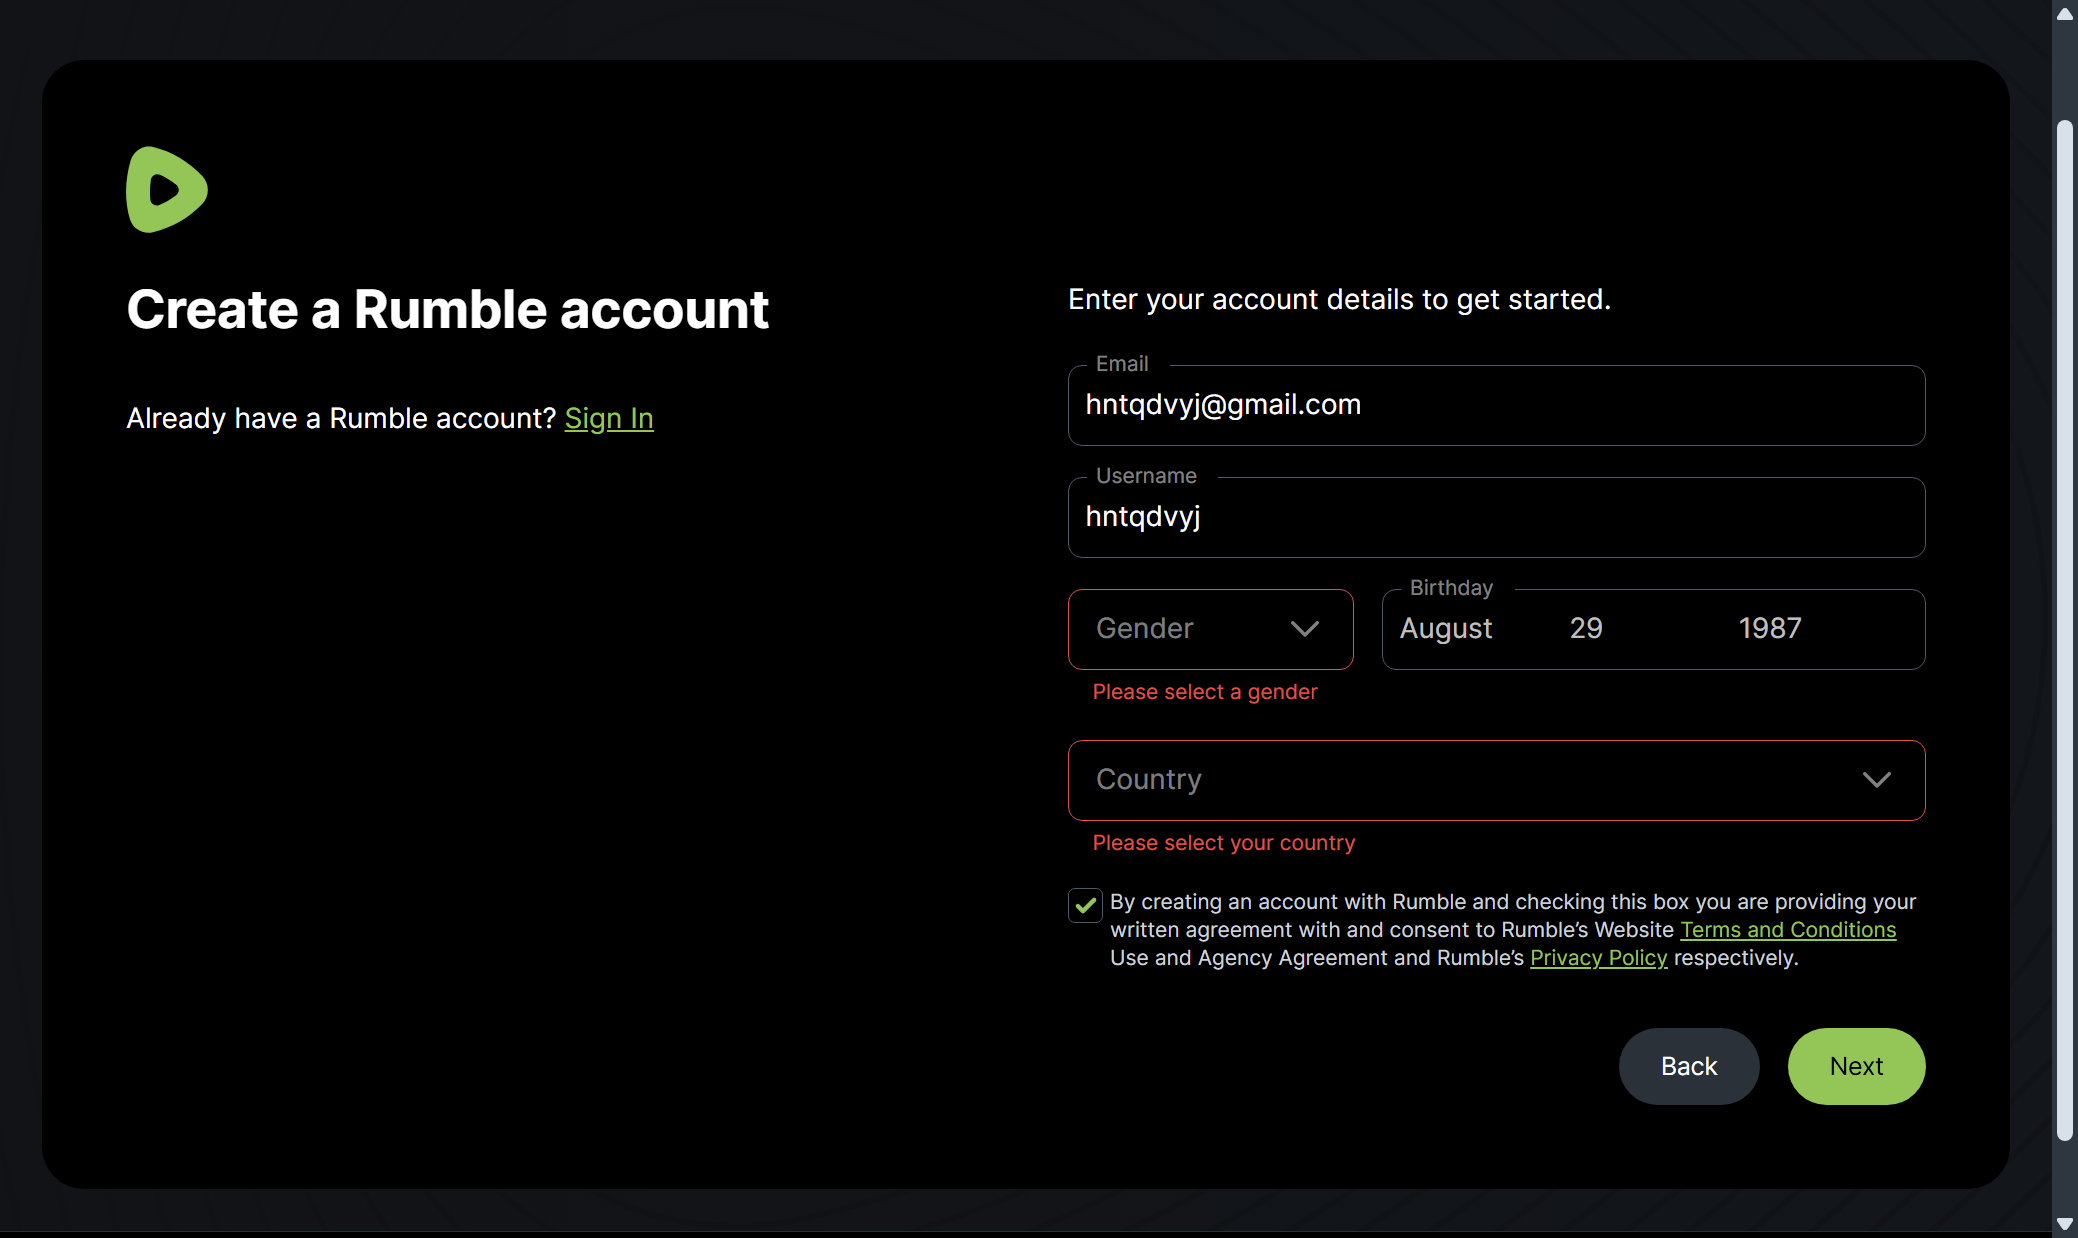 Create a Rumble account
Already have a Rumble account? Sign In
Enter your account details to get started.
Email
hntqdvyj@gmail.com
Username
hntqdvyj
Gender
Birthday
August 29 1987
Please select a gender
Country
Please select your country
By creating an account with Rumble and checking this box you are providing your
written agreement with and consent to Rumble’s Website Terms and Conditions
Use and Agency Agreement and Rumble’s Privacy Policy respectively.
Back
Next